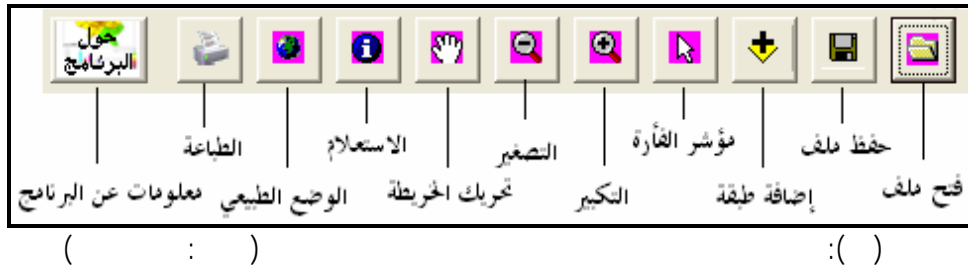 حول
البرنامج
فتح ملف
حفظ ملف
إضافة طبقة
مؤشر الفأرة
التكبير
التصغير
تحريك الخريطة
الاستعلام
الوضع الطبيعي
الطباعة
معلومات عن البرنامج
( ): ( : )